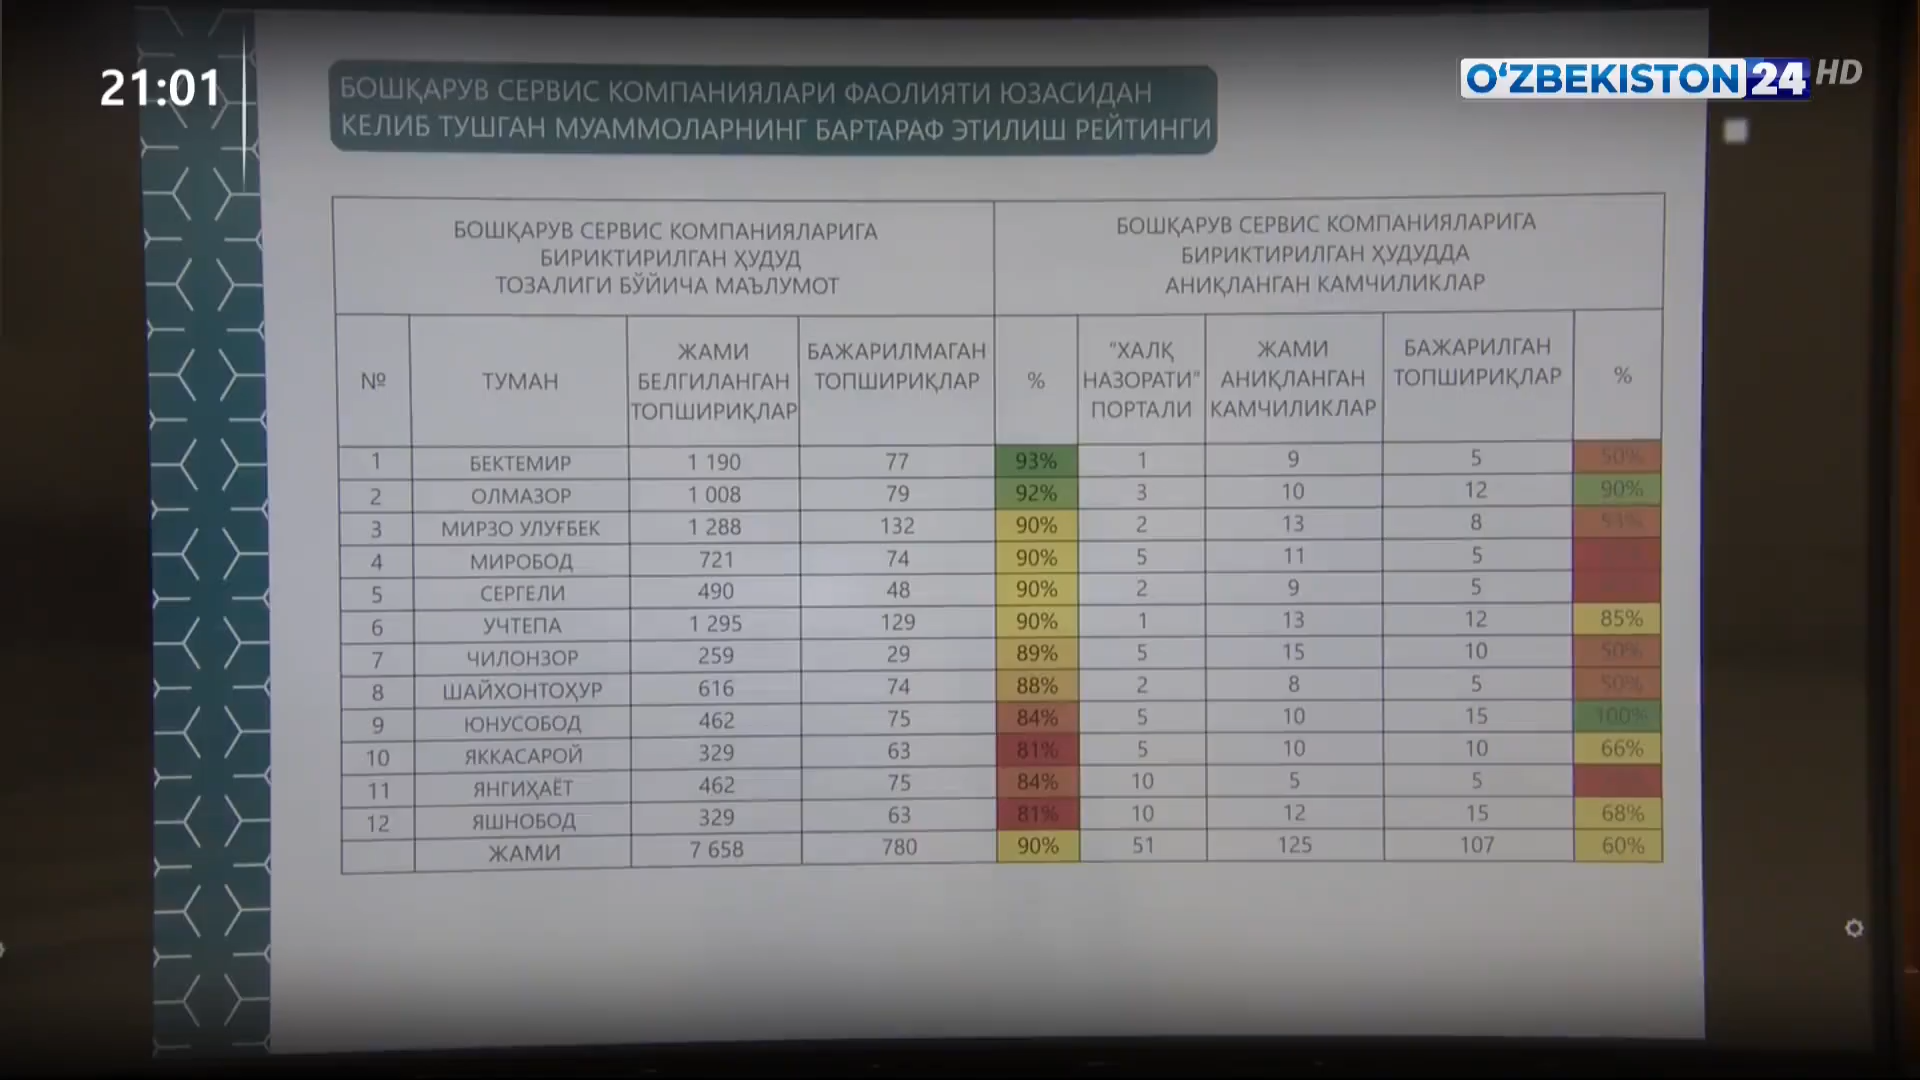 21:01
O‘ZBEKISTON 24 HD
БОШҚАРУВ СЕРВИС КОМПАНИЯЛАРИ ФАОЛИЯТИ ЮЗАСИДАН
КЕЛИБ ТУШГАН МУАММОЛАРНИНГ БАРТАРАФ ЭТИЛИШ РЕЙТИНГИ
БОШҚАРУВ СЕРВИС КОМПАНИЯЛАРИГА
БИРИКТИРИЛГАН ҲУДУД
ТОЗАЛИГИ БЎЙИЧА МАЪЛУМОТ
БОШҚАРУВ СЕРВИС КОМПАНИЯЛАРИГА
БИРИКТИРИЛГАН ҲУДУДДА
АНИҚЛАНГАН КАМЧИЛИКЛАР
№
ТУМАН
ЖАМИ
БЕЛГИЛАНГАН
ТОПШИРИҚЛАР
БАЖАРИЛМАГАН
ТОПШИРИҚЛАР
%
"ХАЛҚ
НАЗОРАТИ"
ПОРТАЛИ
ЖАМИ
АНИҚЛАНГАН
КАМЧИЛИКЛАР
БАЖАРИЛГАН
ТОПШИРИҚЛАР
%
1 БЕКТЕМИР 1 190 77 93% 1 9 5 50%
2 ОЛМАЗОР 1 008 79 92% 3 10 12 90%
3 МИРЗО УЛУҒБЕК 1 288 132 90% 2 13 8
4 МИРОБОД 721 74 90% 5 11 5
5 СЕРГЕЛИ 490 48 90% 2 9 5
6 УЧТЕПА 1 295 129 90% 1 13 12 85%
7 ЧИЛОНЗОР 259 29 89% 5 15 10 50%
8 ШАЙХОНТОҲУР 616 74 88% 2 8 5 50%
9 ЮНУСОБОД 462 75 84% 5 10 15 100%
10 ЯККАСАРОЙ 329 63 81% 5 10 10 66%
11 ЯНГИҲАЁТ 462 75 84% 10 5 5
12 ЯШНОБОД 329 63 81% 10 12 15 68%
ЖАМИ 7 658 780 90% 51 125 107 60%